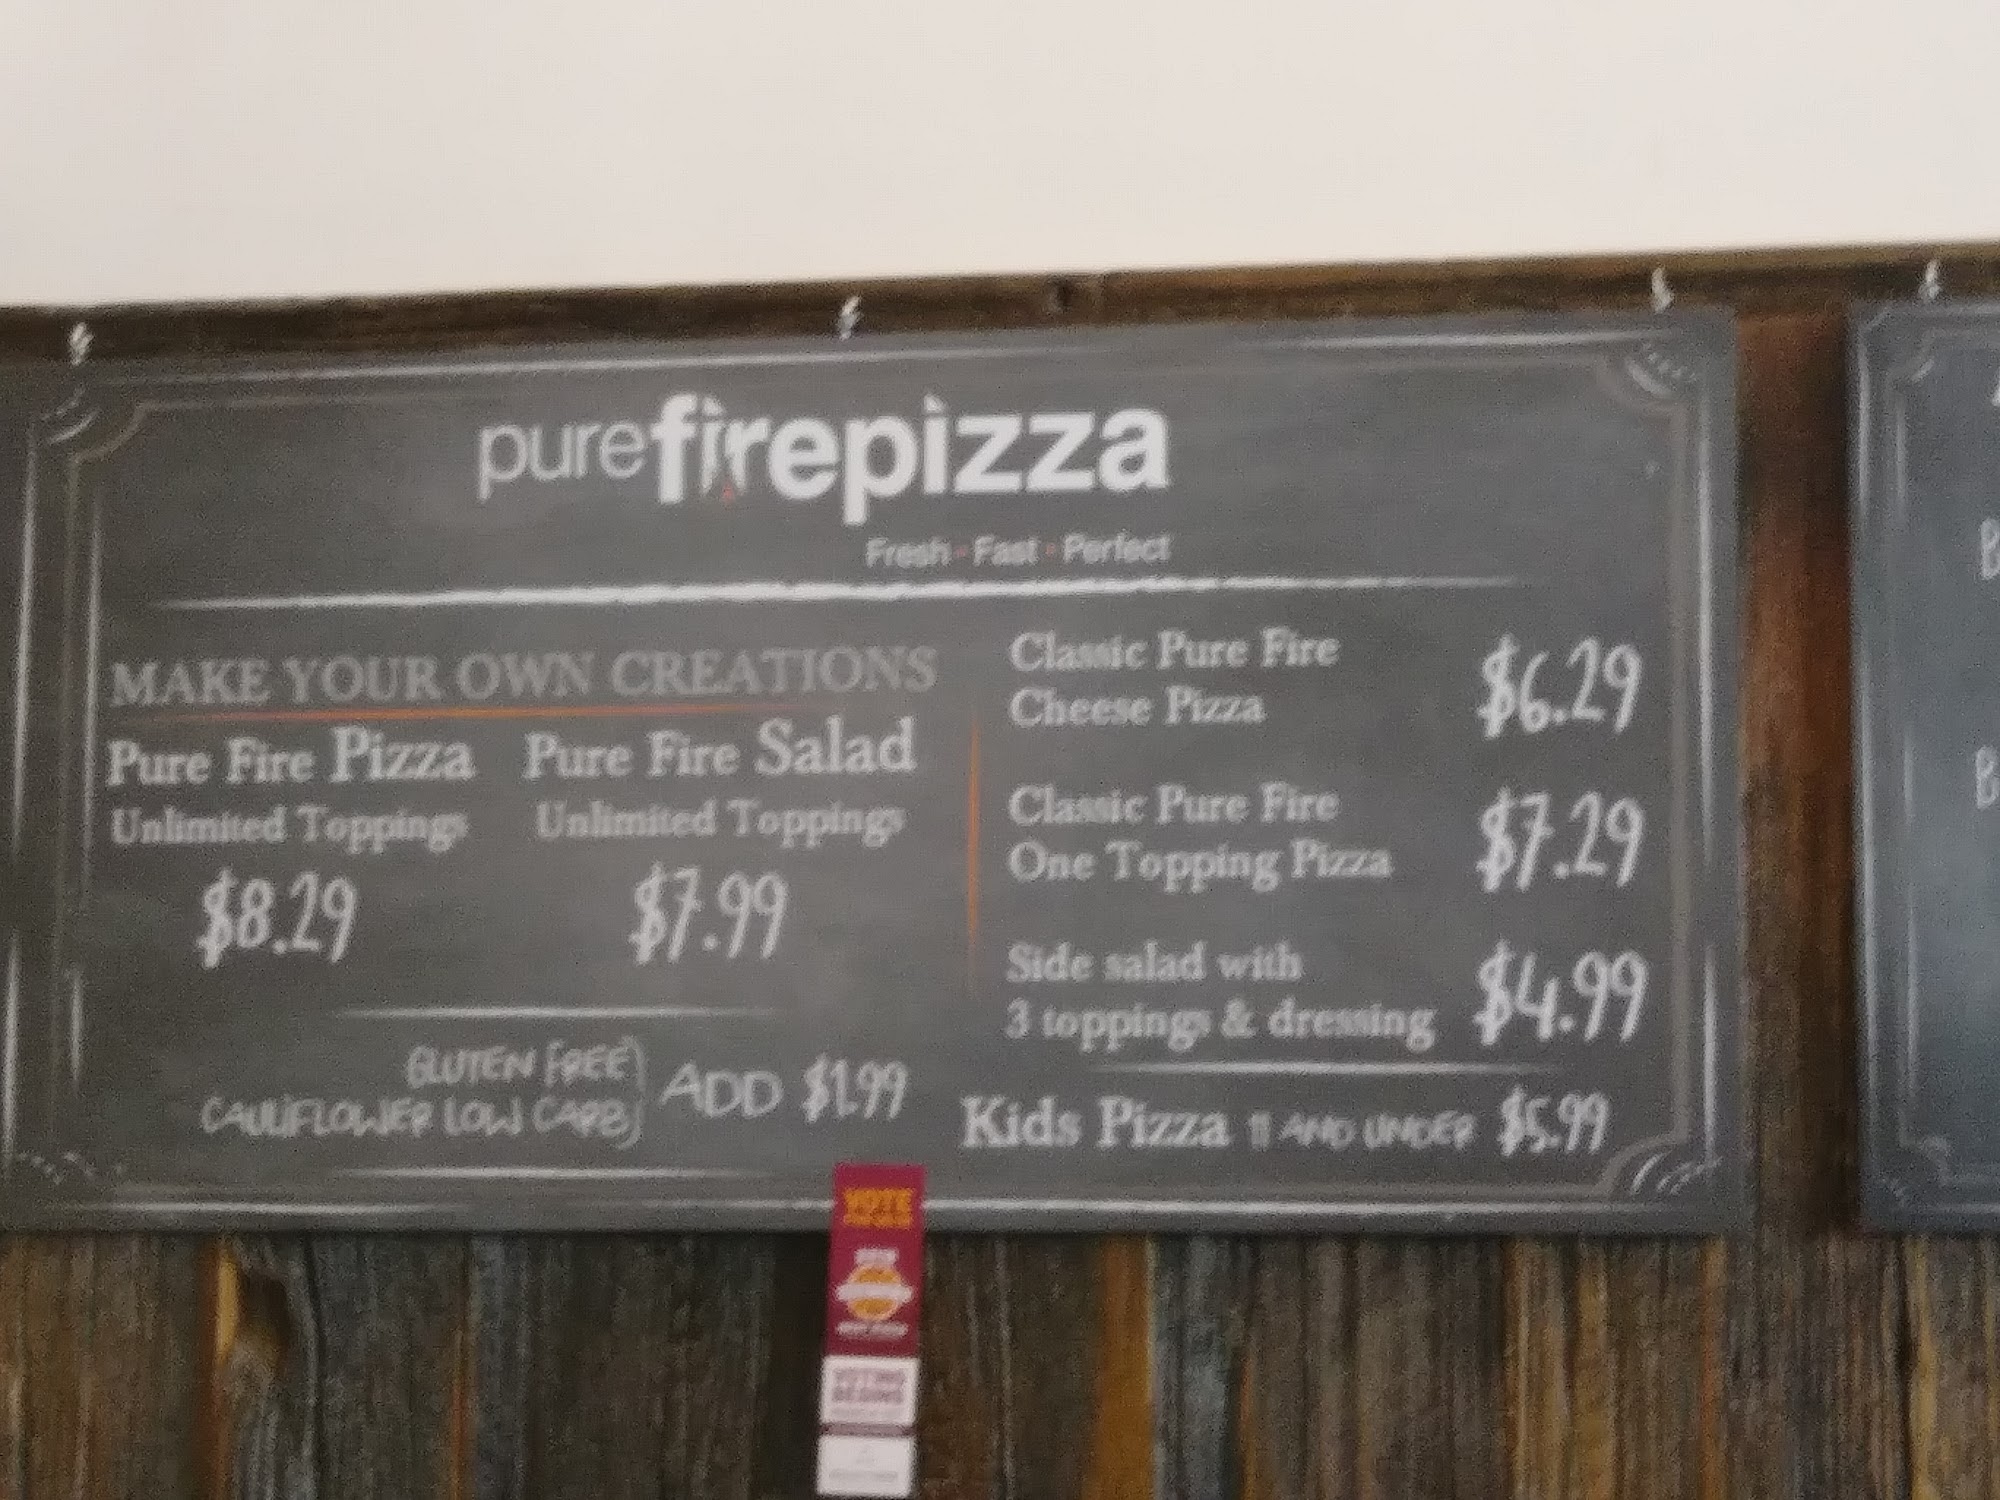 purefirepizza
Fresh • Fast • Perfect
MAKE YOUR OWN CREATIONS
Pure Fire Pizza
Unlimited Toppings
$8.29
Pure Fire Salad
Unlimited Toppings
$7.99
GLUTEN FREE
CAULIFLOWER LOW CARB
ADD $1.99
Classic Pure Fire
Cheese Pizza
$6.29
Classic Pure Fire
One Topping Pizza
$7.29
Side salad with
3 toppings & dressing
$4.99
Kids Pizza 11 AND UNDER $5.99
VOTE
VOTING
BEGINS